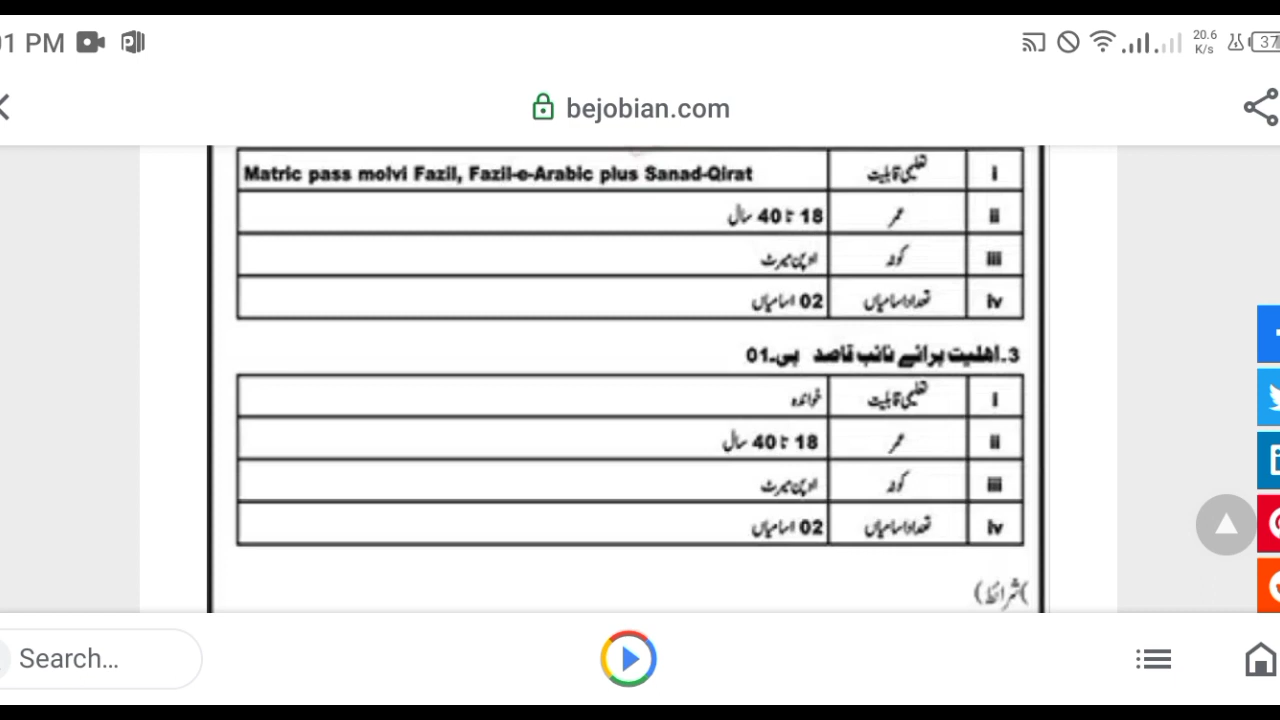 01 PM
20.6 K/s 37
bejobian.com
i تعلیمی قابلیت Matric pass molvi Fazil, Fazil-e-Arabic plus Sanad-Qirat
ii عمر 18 تا 40 سال
iii کوٹہ اوپن میرٹ
iv تعداد اسامیاں 02 اسامیاں
3.اہلیت برائے نائب قاصد بی۔01
i تعلیمی قابلیت خواندہ
ii عمر 18 تا 40 سال
iii کوٹہ اوپن میرٹ
iv تعداد اسامیاں 02 اسامیاں
)شرائط(
Search...